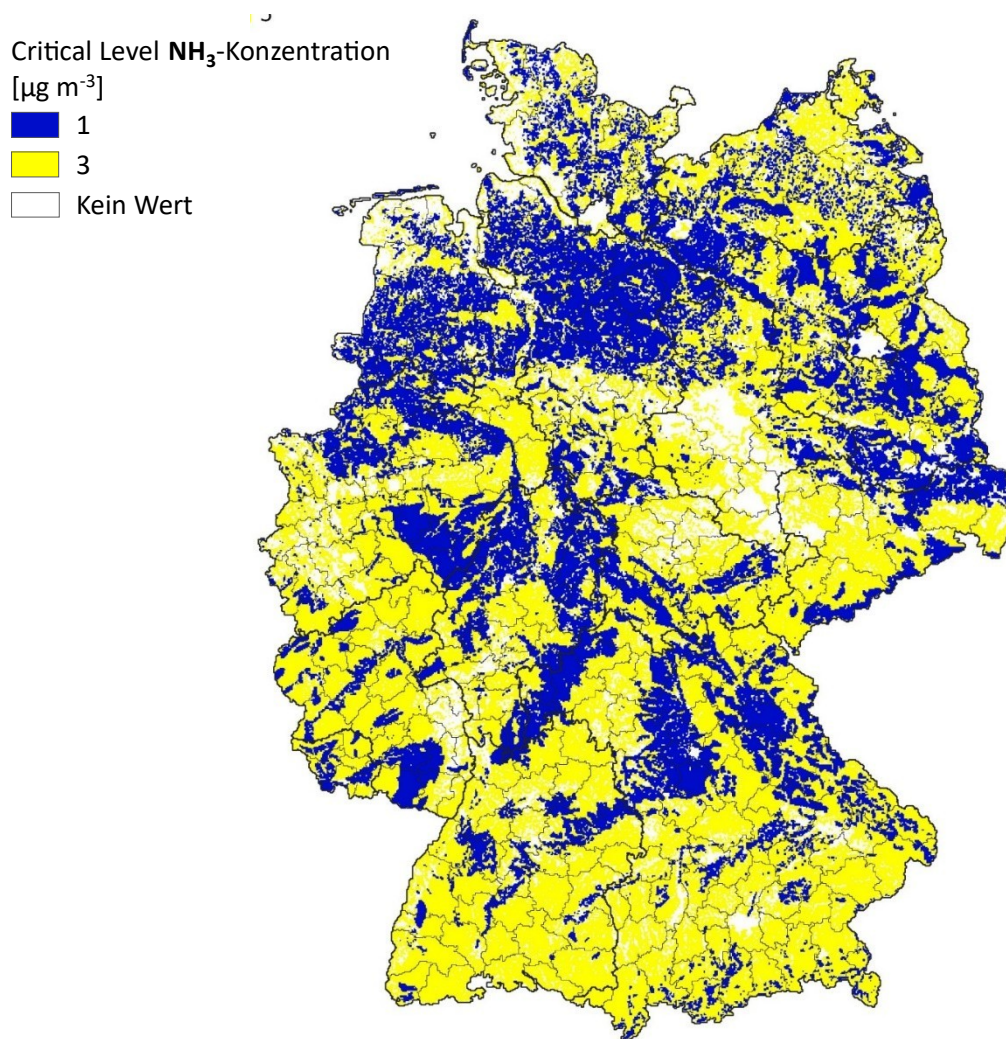 Critical Level NH₃-Konzentration
[µg m⁻³]
1
3
Kein Wert